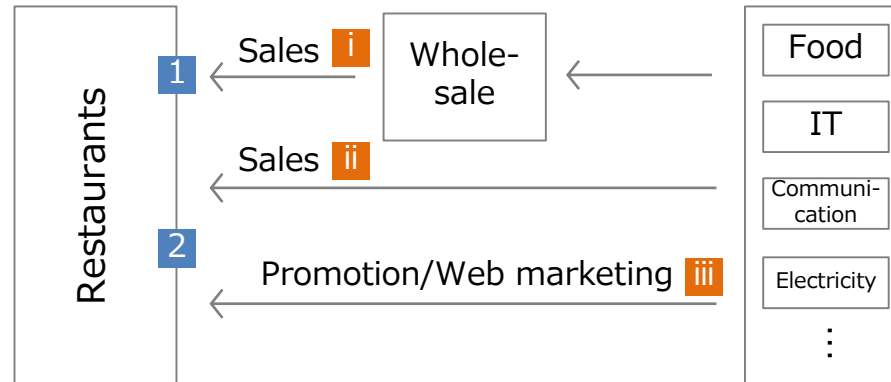 Restaurants
1
Sales i
Whole-
sale
Sales ii
2
Promotion/Web marketing iii
Food
IT
Communi-
cation
Electricity
⋮